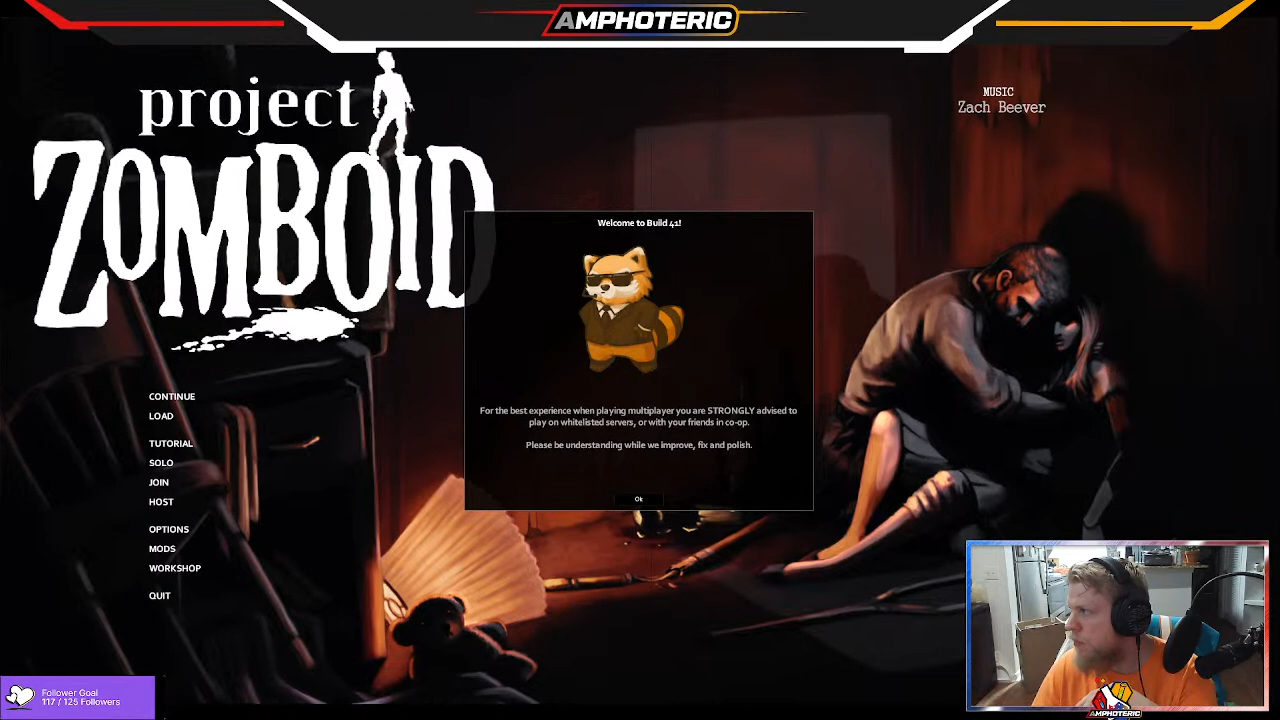 AMPHOTERIC
project
ZOMBOID
MUSIC
Zach Beever
Welcome to Build 41!
For the best experience when playing multiplayer you are STRONGLY advised to
play on whitelisted servers, or with your friends in co-op.
Please be understanding while we improve, fix and polish.
Ok
CONTINUE
LOAD
TUTORIAL
SOLO
JOIN
HOST
OPTIONS
MODS
WORKSHOP
QUIT
Follower Goal
117 / 125 Followers
AMPHOTERIC